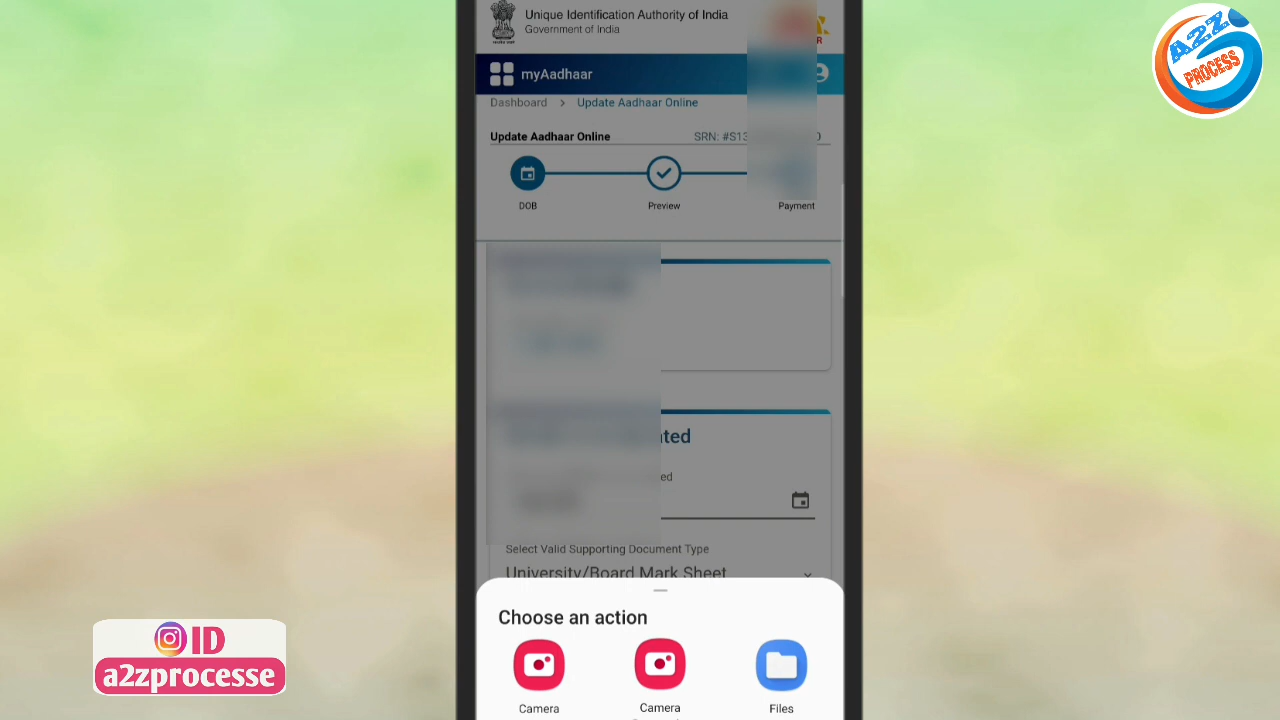 Unique Identification Authority of India
Government of India
R
A2Z
PROCESS
myAadhaar
Dashboard > Update Aadhaar Online
Update Aadhaar Online
SRN: #S13
0
DOB
Preview
Payment
ated
ed
Select Valid Supporting Document Type
University/Board Mark Sheet
Choose an action
Camera
Camera
Files
ID
a2zprocesse